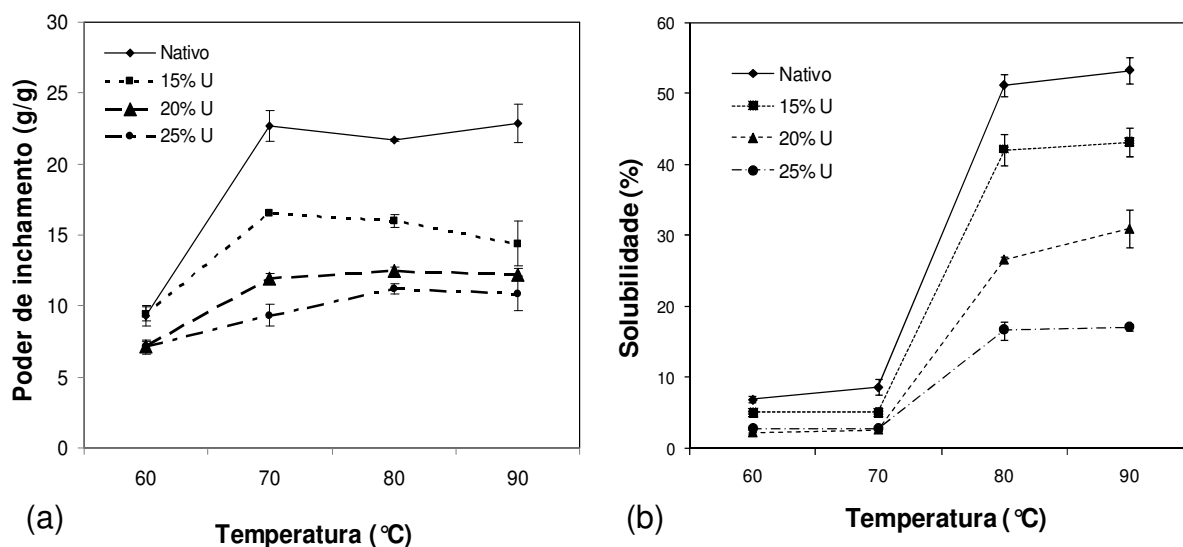 30
25
20
15
10
5
0
Poder de inchamento (g/g)
Nativo
15% U
20% U
25% U
60 70 80 90
Temperatura (°C)
(a)
60
50
40
30
20
10
0
Solubilidade (%)
Nativo
15% U
20% U
25% U
60 70 80 90
Temperatura (°C)
(b)